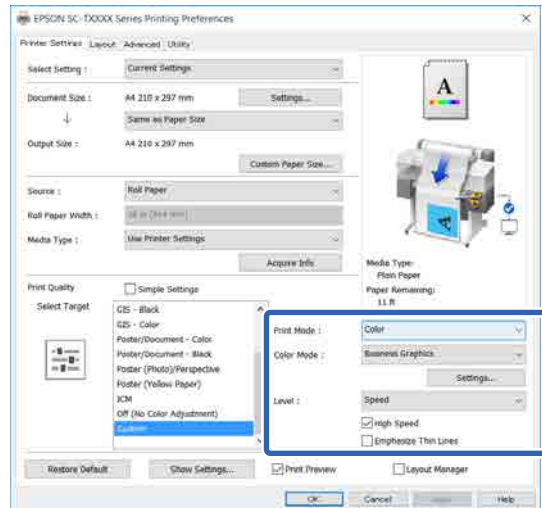 EPSON SC-TXXXX Series Printing Preferences
Printer Settings Layout Advanced Utility
Select Setting : Current Settings
Document Size : A4 210 x 297 mm Settings...
Same as Paper Size
Output Size : A4 210 x 297 mm
Custom Paper Size...
Source : Roll Paper
Roll Paper Width :
Media Type : Use Printer Settings
Acquire Info
A
Media Type:
Plain Paper
Paper Remaining:
11 ft
Print Quality Simple Settings
Select Target
GIS - Black
GIS - Color
Poster/Document - Color
Poster/Document - Black
Poster (Photo)/Perspective
Poster (Yellow Paper)
ICM
Off (No Color Adjustment)
Custom
Print Mode : Color
Color Mode : Business Graphics
Settings...
Level : Speed
High Speed
Emphasize Thin Lines
Restore Default Show Settings... Print Preview Layout Manager
OK Cancel Help